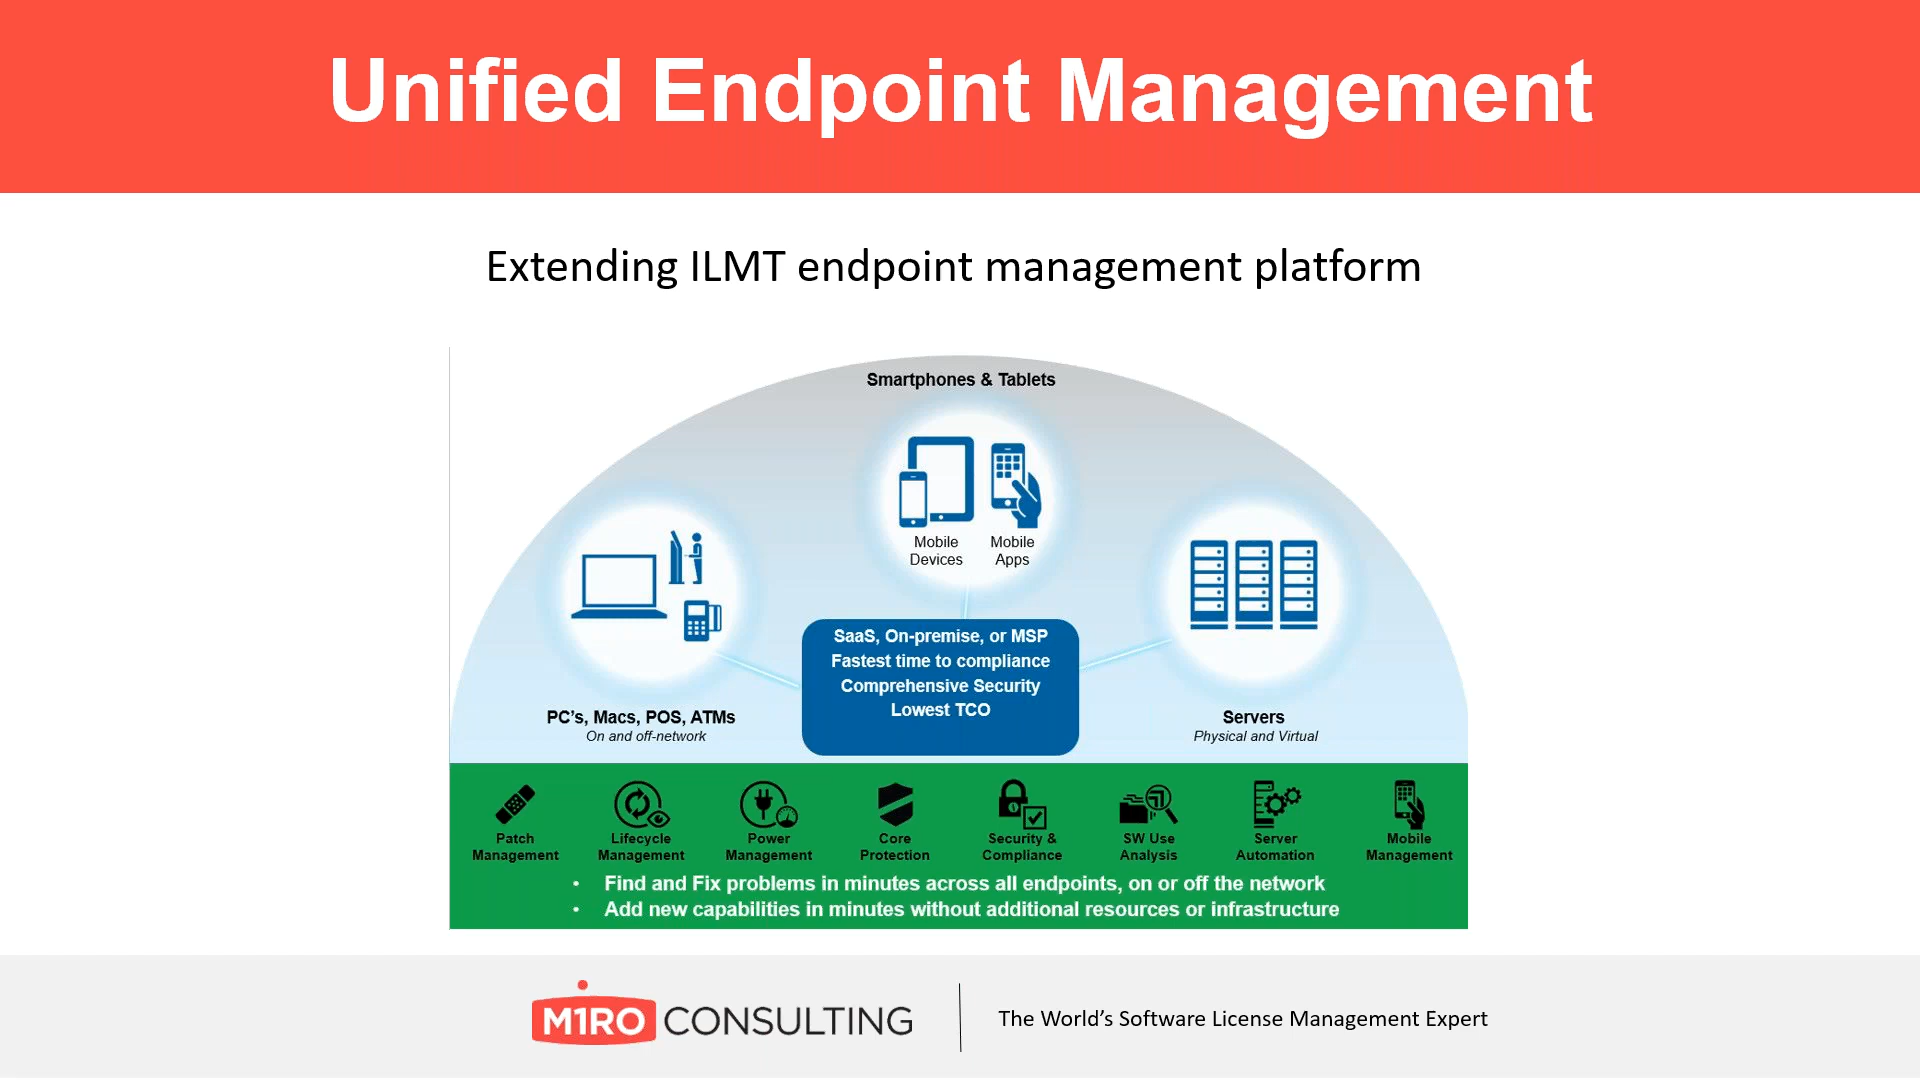 Unified Endpoint Management
Extending ILMT endpoint management platform
Smartphones & Tablets
Mobile Devices
Mobile Apps
SaaS, On-premise, or MSP
Fastest time to compliance
Comprehensive Security
Lowest TCO
PC's, Macs, POS, ATMs
On and off-network
Servers
Physical and Virtual
Patch Management
Lifecycle Management
Power Management
Core Protection
Security & Compliance
SW Use Analysis
Server Automation
Mobile Management
• Find and Fix problems in minutes across all endpoints, on or off the network
• Add new capabilities in minutes without additional resources or infrastructure
M1RO CONSULTING
The World's Software License Management Expert